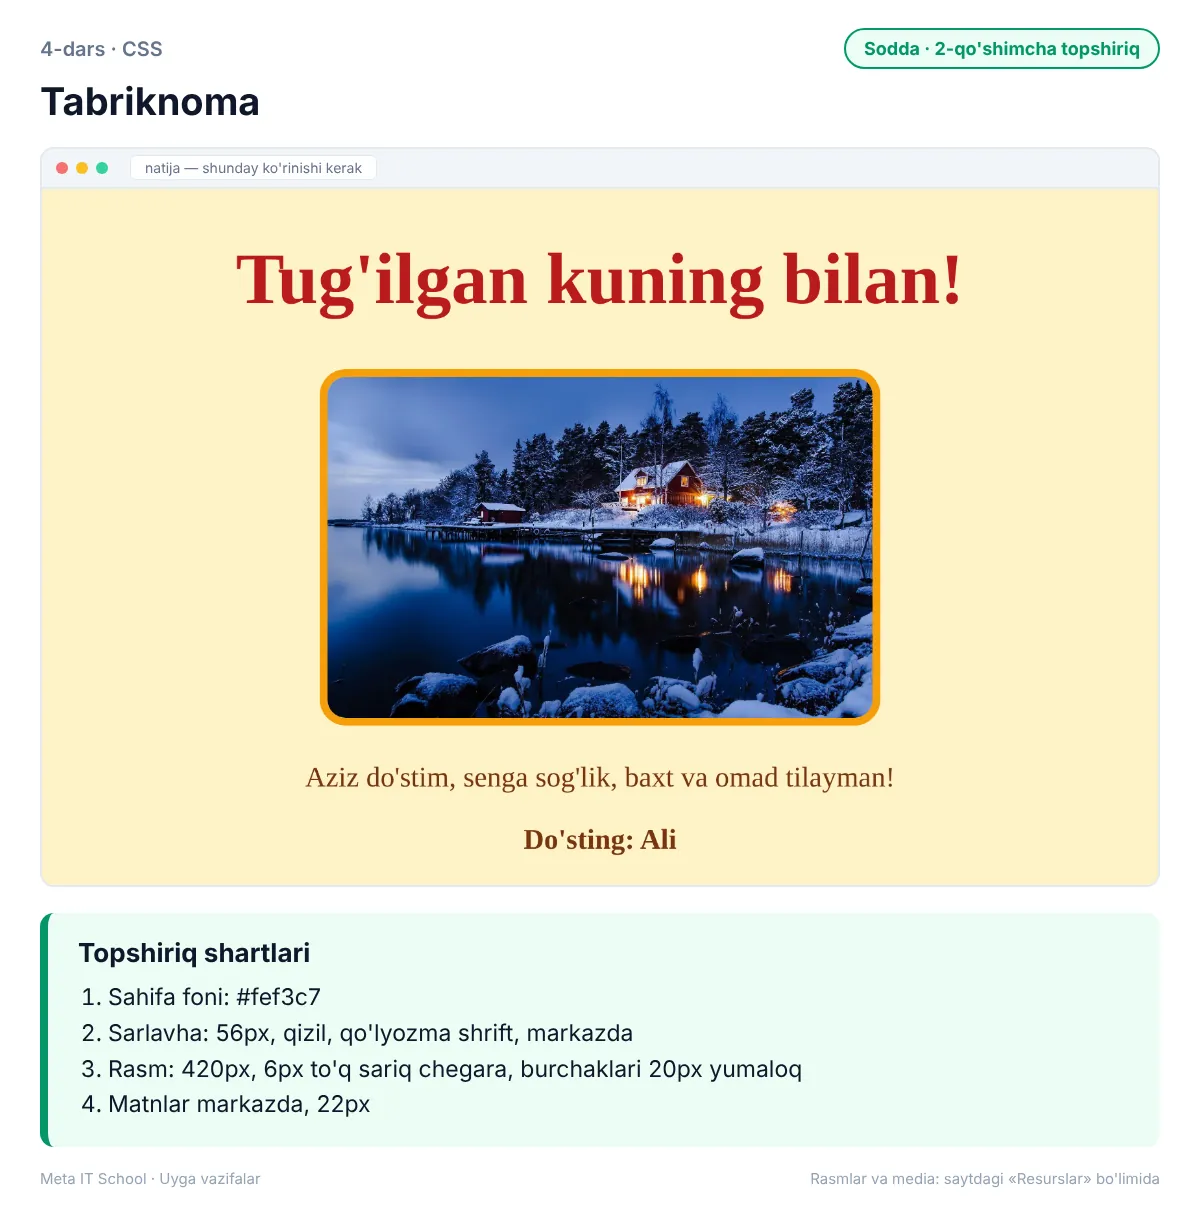 4-dars · CSS
Sodda · 2-qo'shimcha topshiriq
Tabriknoma
natija — shunday ko'rinishi kerak
Tug'ilgan kuning bilan!
Aziz do'stim, senga sog'lik, baxt va omad tilayman!
Do'sting: Ali
Topshiriq shartlari
1. Sahifa foni: #fef3c7
2. Sarlavha: 56px, qizil, qo'lyozma shrift, markazda
3. Rasm: 420px, 6px to'q sariq chegara, burchaklari 20px yumaloq
4. Matnlar markazda, 22px
Meta IT School · Uyga vazifalar
Rasmlar va media: saytdagi «Resurslar» bo'limida